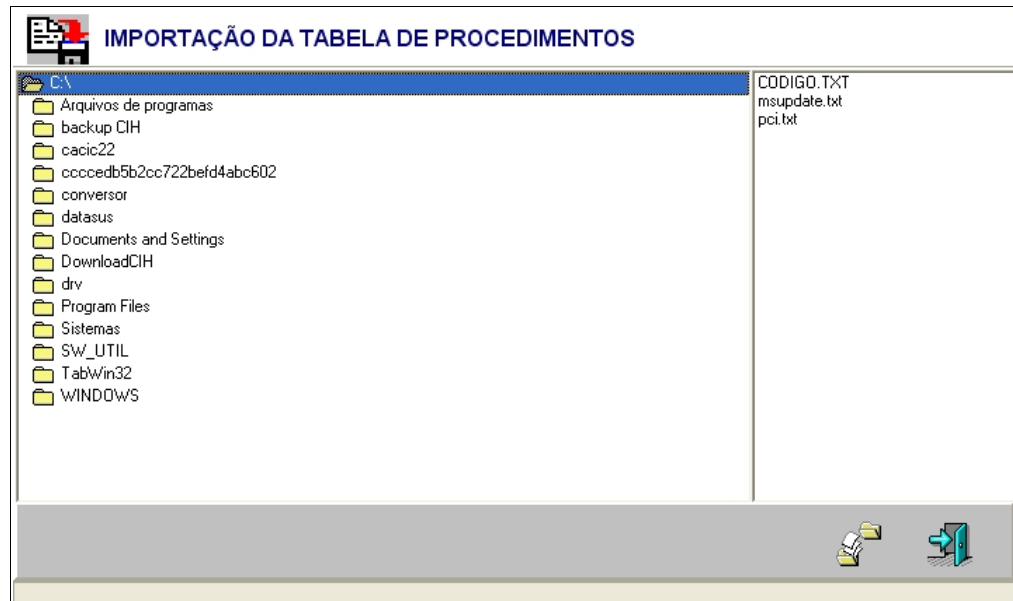 IMPORTAÇÃO DA TABELA DE PROCEDIMENTOS
C:\
Arquivos de programas
backup CIH
cacic22
ccccedb5b2cc722befd4abc602
conversor
datasus
Documents and Settings
DownloadCIH
drv
Program Files
Sistemas
SW_UTIL
TabWin32
WINDOWS
CODIGO.TXT
msupdate.txt
pci.txt